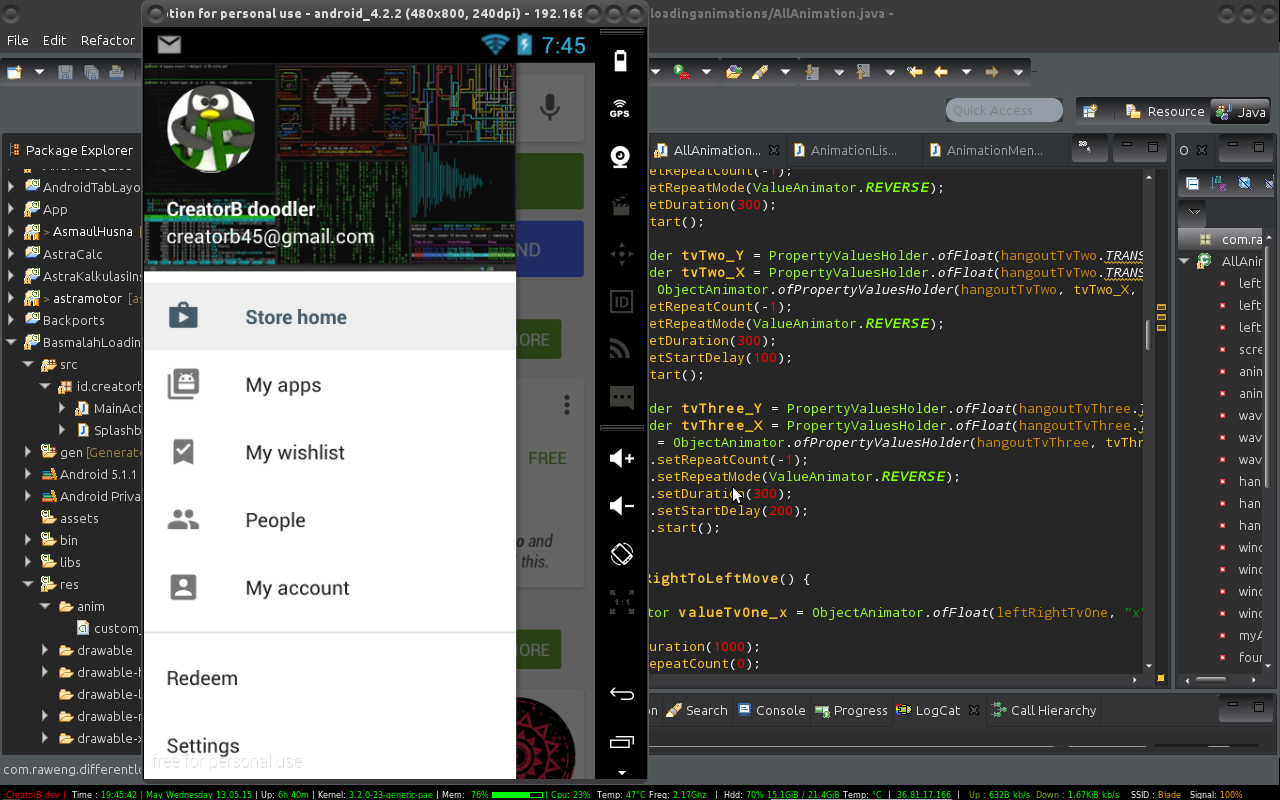 tion for personal use - android_4.2.2 (480x800, 240dpi) - 192.168
loadinganimations/AllAnimation.java -
File Edit Refactor
7:45
GPS
Quick Access
Resource
Java
Package Explorer
AndroidTabLayo
App
> AsmaulHusna
AstraCalc
AstraKalkulasiIns
> astramotor [as
Backports
BasmalahLoadin
src
id.creatorb
MainAct
Splashb
gen [Generate
Android 5.1.1
Android Priva
assets
bin
libs
res
anim
custom_
drawable
drawable-h
drawable-l
drawable-r
drawable-x
com.raweng.differentlo
CreatorB doodler
creatorb45@gmail.com
Store home
My apps
My wishlist
People
My account
Redeem
Settings
free for personal use
ND
ORE
FREE
o and
this.
ORE
ID
1:1
AllAnimation...
AnimationLis...
AnimationMen...
etRepeatCount(-1);
etRepeatMode(ValueAnimator.REVERSE);
etDuration(300);
tart();
der tvTwo_Y = PropertyValuesHolder.ofFloat(hangoutTvTwo.TRANS
der tvTwo_X = PropertyValuesHolder.ofFloat(hangoutTvTwo.TRANS
ObjectAnimator.ofPropertyValuesHolder(hangoutTvTwo, tvTwo_X,
etRepeatCount(-1);
etRepeatMode(ValueAnimator.REVERSE);
etDuration(300);
etStartDelay(100);
tart();
der tvThree_Y = PropertyValuesHolder.ofFloat(hangoutTvThree.
der tvThree_X = PropertyValuesHolder.ofFloat(hangoutTvThree.
= ObjectAnimator.ofPropertyValuesHolder(hangoutTvThree, tvThr
.setRepeatCount(-1);
.setRepeatMode(ValueAnimator.REVERSE);
.setDuration(300);
.setStartDelay(200);
.start();
RightToLeftMove() {
tor valueTvOne_x = ObjectAnimator.ofFloat(leftRightTvOne, "x"
uration(1000);
epeatCount(0);
O
com.ra
AllAnir
left
left
left
scre
anin
anin
wav
wav
wav
han
han
han
winc
winc
winc
winc
myA
four
on
Search
Console
Progress
LogCat
Call Hierarchy
CreatorB dev | Time : 19:45:42 | May Wednesday 13.05.15 | Up: 6h 40m | Kernel: 3.2.0-23-generic-pae | Mem: 76% | Cpu: 23% Temp: 47°C Freq: 2.17Ghz | Hdd: 70% 15.1GiB / 21.4GiB Temp: °C | 36.81.17.166 | Up : 632B kb/s Down : 1.67KiB kb/s SSID : Blade Signal: 100%